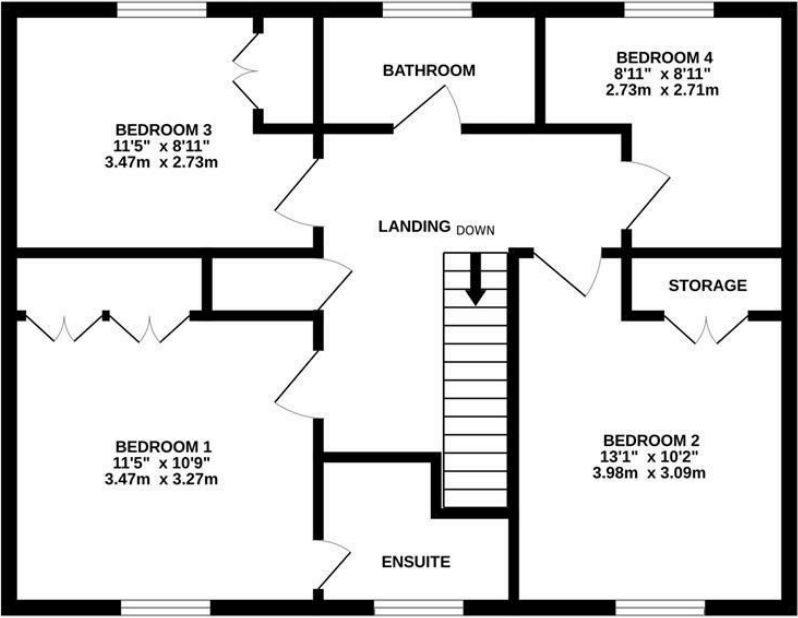 BATHROOM
BEDROOM 4
8'11" x 8'11"
2.73m x 2.71m
BEDROOM 3
11'5" x 8'11"
3.47m x 2.73m
LANDING
DOWN
STORAGE
BEDROOM 1
11'5" x 10'9"
3.47m x 3.27m
BEDROOM 2
13'1" x 10'2"
3.98m x 3.09m
ENSUITE